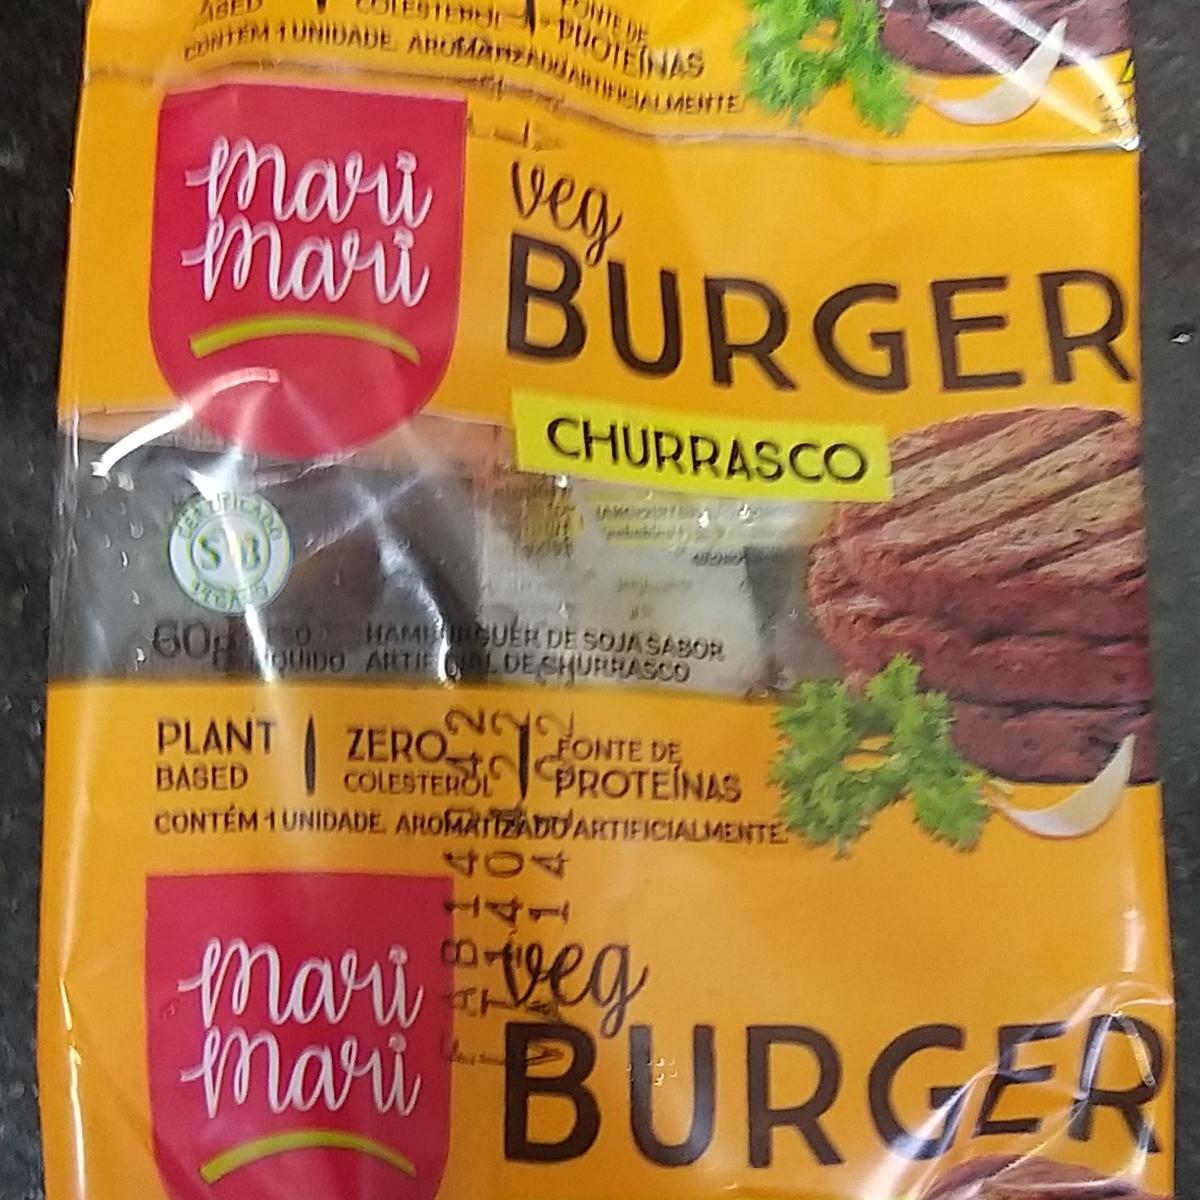 BASED
COLESTEROL
FONTE DE
PROTEÍNAS
CONTÉM 1 UNIDADE. AROMATIZADO ARTIFICIALMENTE.
mari
mari
veg
BURGER
CHURRASCO
CERTIFICADO
SVB
VEGANO
60g
PESO
LÍQUIDO
HAMBÚRGUER DE SOJA SABOR
ARTIFICIAL DE CHURRASCO
PLANT
BASED
ZERO
COLESTEROL
FONTE DE
PROTEÍNAS
CONTÉM 1 UNIDADE. AROMATIZADO ARTIFICIALMENTE.
mari
mari
veg
BURGER